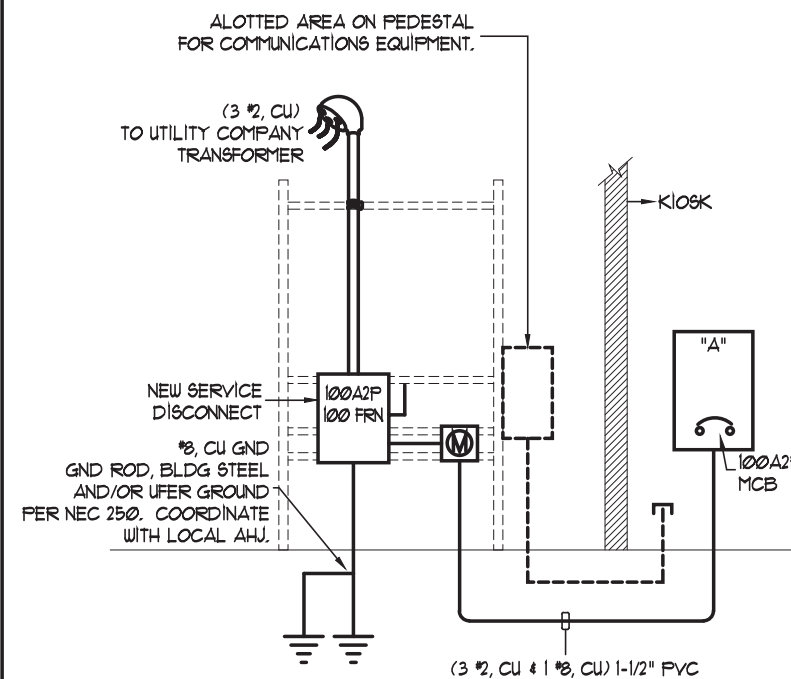 ALOTTED AREA ON PEDESTAL
FOR COMMUNICATIONS EQUIPMENT.
(3 #2, CU)
TO UTILITY COMPANY
TRANSFORMER
KIOSK
"A"
NEW SERVICE
DISCONNECT
100A2P
100 FRN
#8, CU GND
GND ROD, BLDG STEEL
AND/OR UFER GROUND
PER NEC 250. COORDINATE
WITH LOCAL AHJ.
M
MCB
(3 #2, CU & 1 #8, CU) 1-1/2" PVC